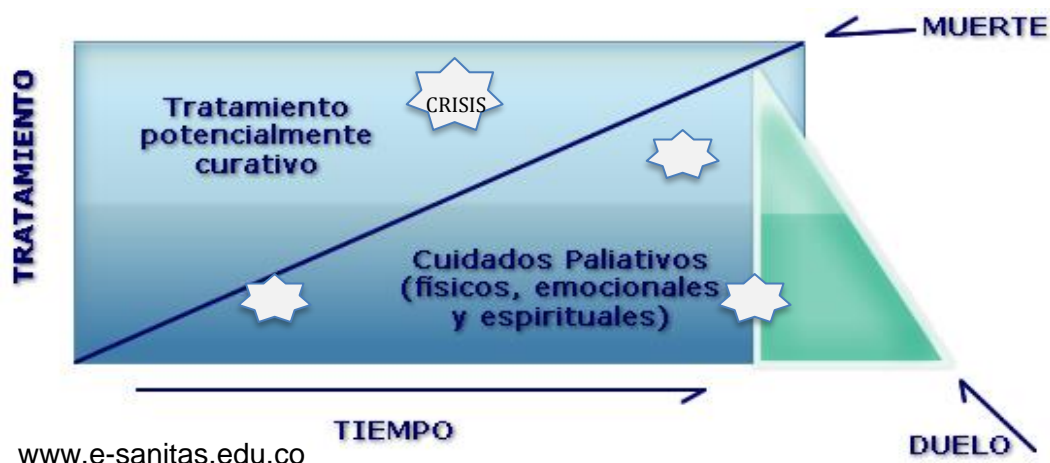 MUERTE
TRATAMIENTO
Tratamiento
potencialmente
curativo
CRISIS
Cuidados Paliativos
(físicos, emocionales
y espirituales)
TIEMPO
DUELO
www.e-sanitas.edu.co